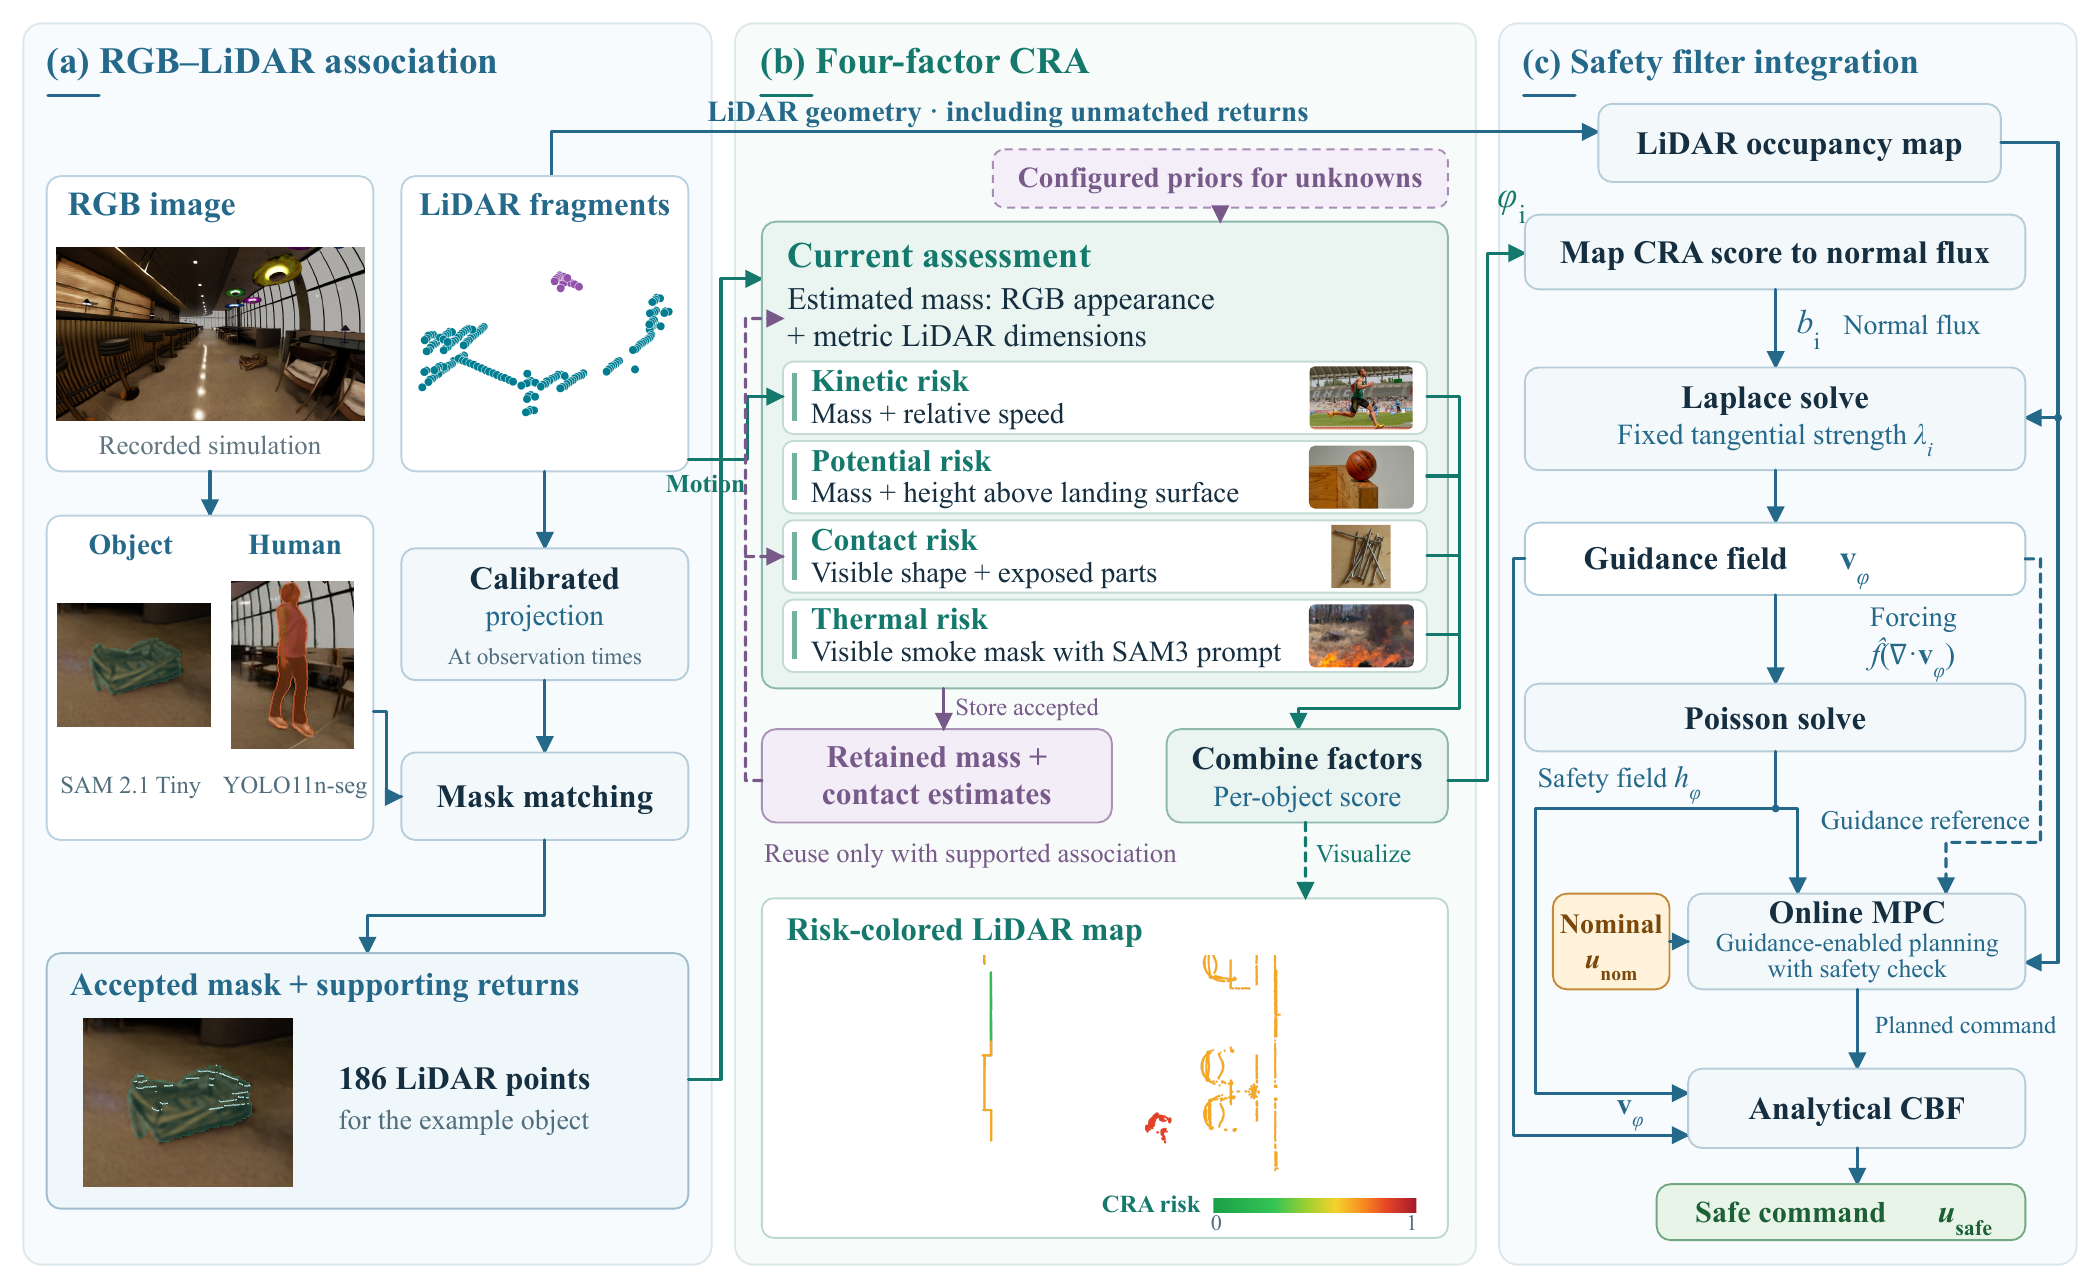 (a) RGB–LiDAR association
RGB image
Recorded simulation
LiDAR fragments
Object
Human
SAM 2.1 Tiny
YOLO11n-seg
Calibrated
projection
At observation times
Mask matching
Accepted mask + supporting returns
186 LiDAR points
for the example object
Motion
LiDAR geometry · including unmatched returns
(b) Four-factor CRA
Configured priors for unknowns
Current assessment
Estimated mass: RGB appearance
+ metric LiDAR dimensions
Kinetic risk
Mass + relative speed
Potential risk
Mass + height above landing surface
Contact risk
Visible shape + exposed parts
Thermal risk
Visible smoke mask with SAM3 prompt
Store accepted
Retained mass +
contact estimates
Reuse only with supported association
Combine factors
Per-object score
Visualize
Risk-colored LiDAR map
CRA risk
0 1
(c) Safety filter integration
LiDAR occupancy map
φi
Map CRA score to normal flux
bi Normal flux
Laplace solve
Fixed tangential strength λi
Guidance field vφ
Forcing
f̂(∇·vφ)
Poisson solve
Safety field hφ
Guidance reference
Nominal
unom
Online MPC
Guidance-enabled planning
with safety check
Planned command
vφ
Analytical CBF
Safe command usafe